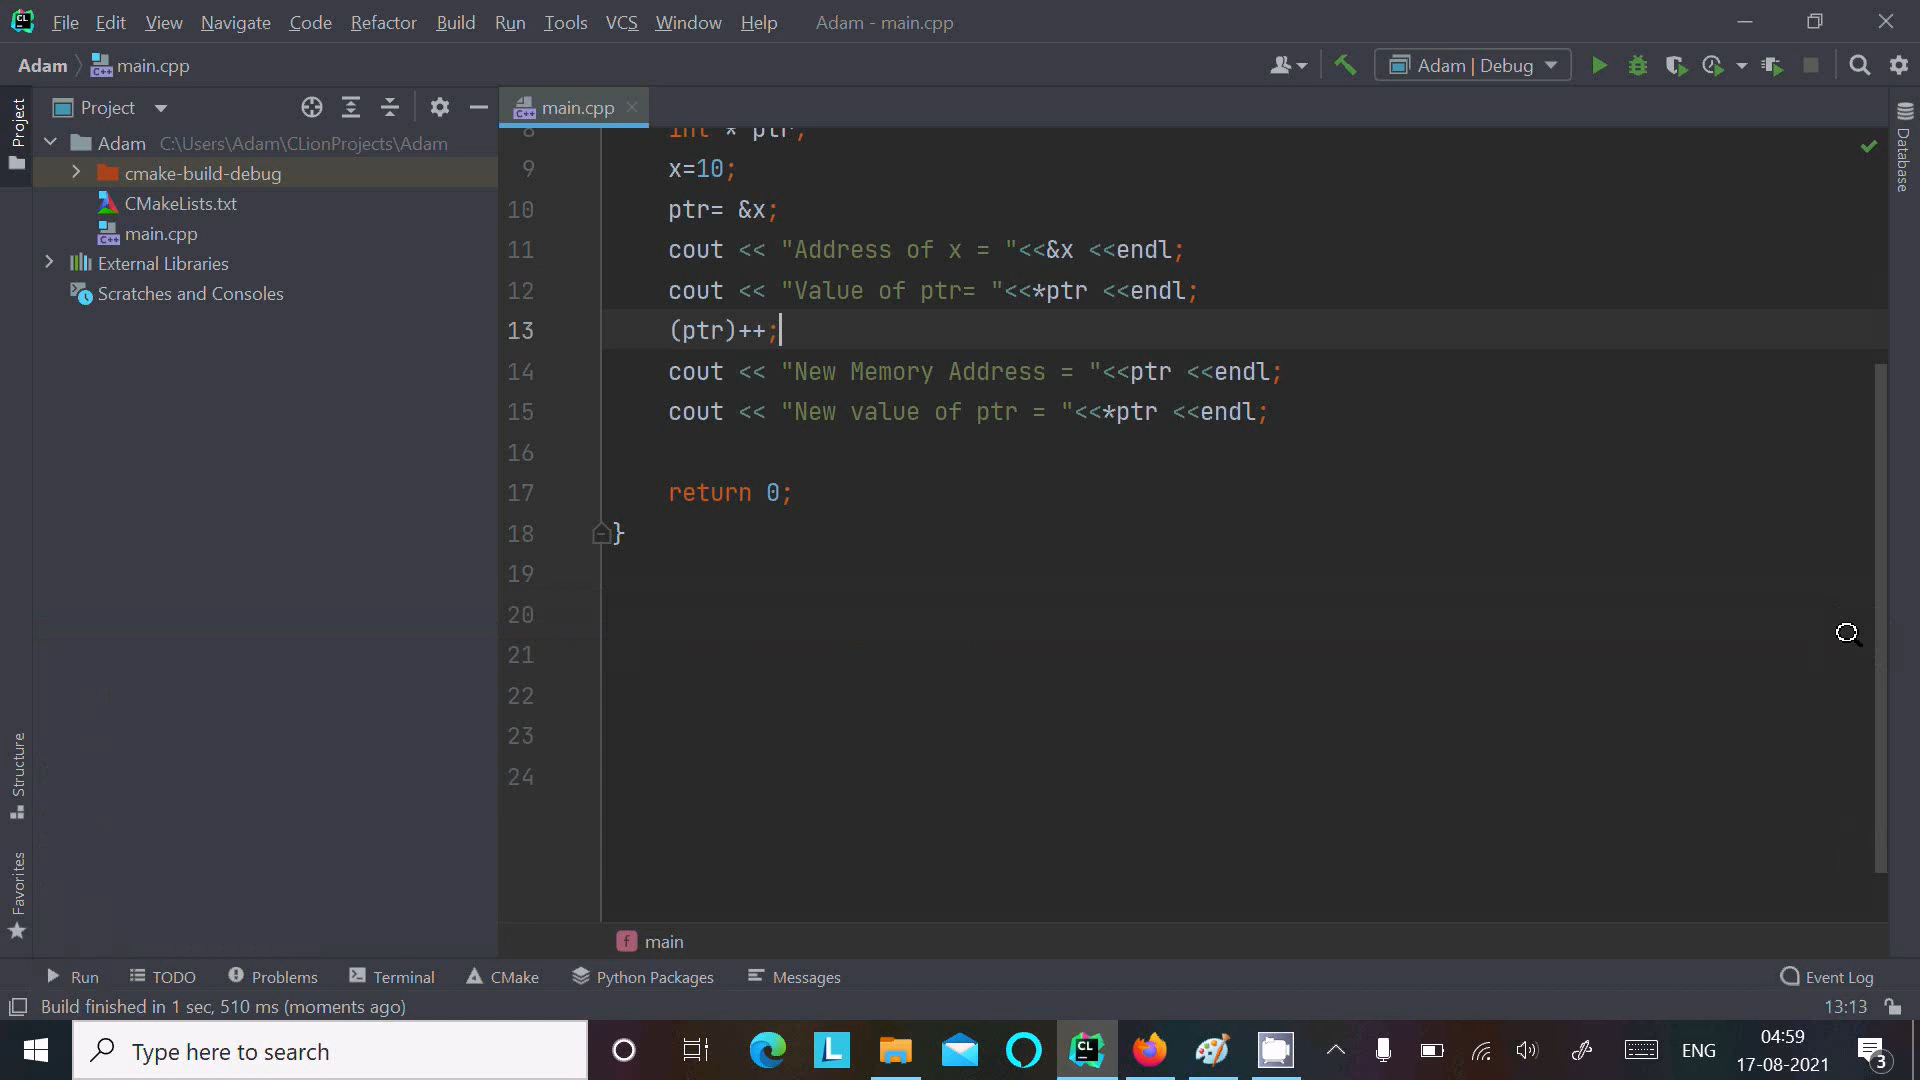 File Edit View Navigate Code Refactor Build Run Tools VCS Window Help Adam - main.cpp
Adam main.cpp Adam | Debug
Project
Project main.cpp
Adam C:\Users\Adam\CLionProjects\Adam
cmake-build-debug
CMakeLists.txt
main.cpp
External Libraries
Scratches and Consoles
8 int * ptr;
9 x=10;
10 ptr= &x;
11 cout << "Address of x = "<<&x <<endl;
12 cout << "Value of ptr= "<<*ptr <<endl;
13 (ptr)++;
14 cout << "New Memory Address = "<<ptr <<endl;
15 cout << "New value of ptr = "<<*ptr <<endl;
16
17 return 0;
18 }
19
20
21
22
23
24
Database
Structure
Favorites
f main
Run TODO Problems Terminal CMake Python Packages Messages Event Log
Build finished in 1 sec, 510 ms (moments ago) 13:13
Type here to search
L
CL
ENG
04:59
17-08-2021
3